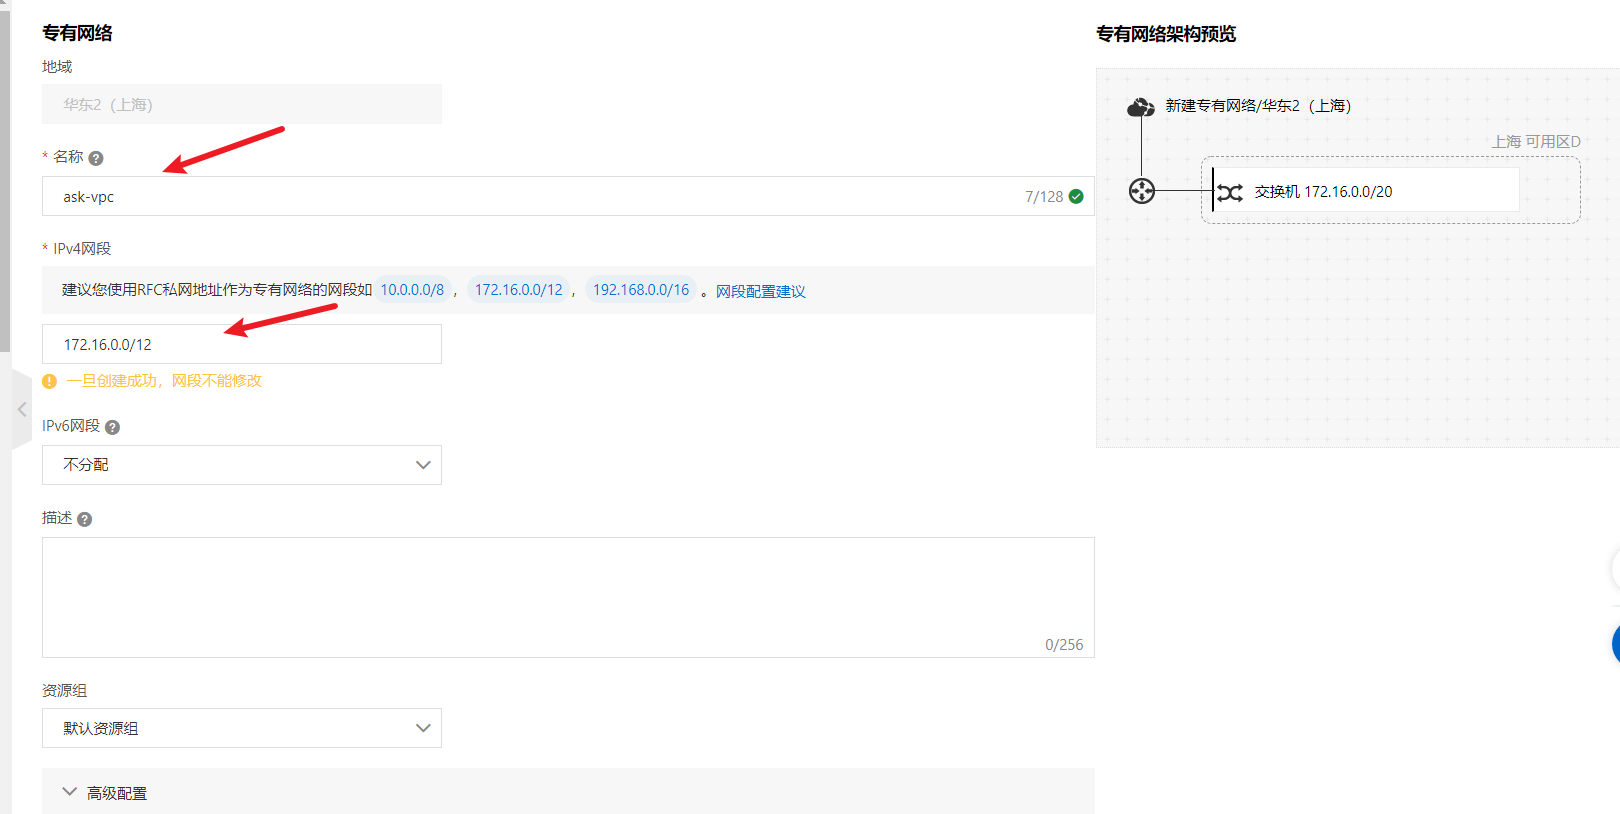 专有网络
地域
华东2（上海）
* 名称
ask-vpc
7/128
* IPv4网段
建议您使用RFC私网地址作为专有网络的网段如 10.0.0.0/8 ， 172.16.0.0/12 ， 192.168.0.0/16 。网段配置建议
172.16.0.0/12
一旦创建成功，网段不能修改
IPv6网段
不分配
描述
0/256
资源组
默认资源组
高级配置
专有网络架构预览
新建专有网络/华东2（上海）
上海 可用区D
交换机 172.16.0.0/20